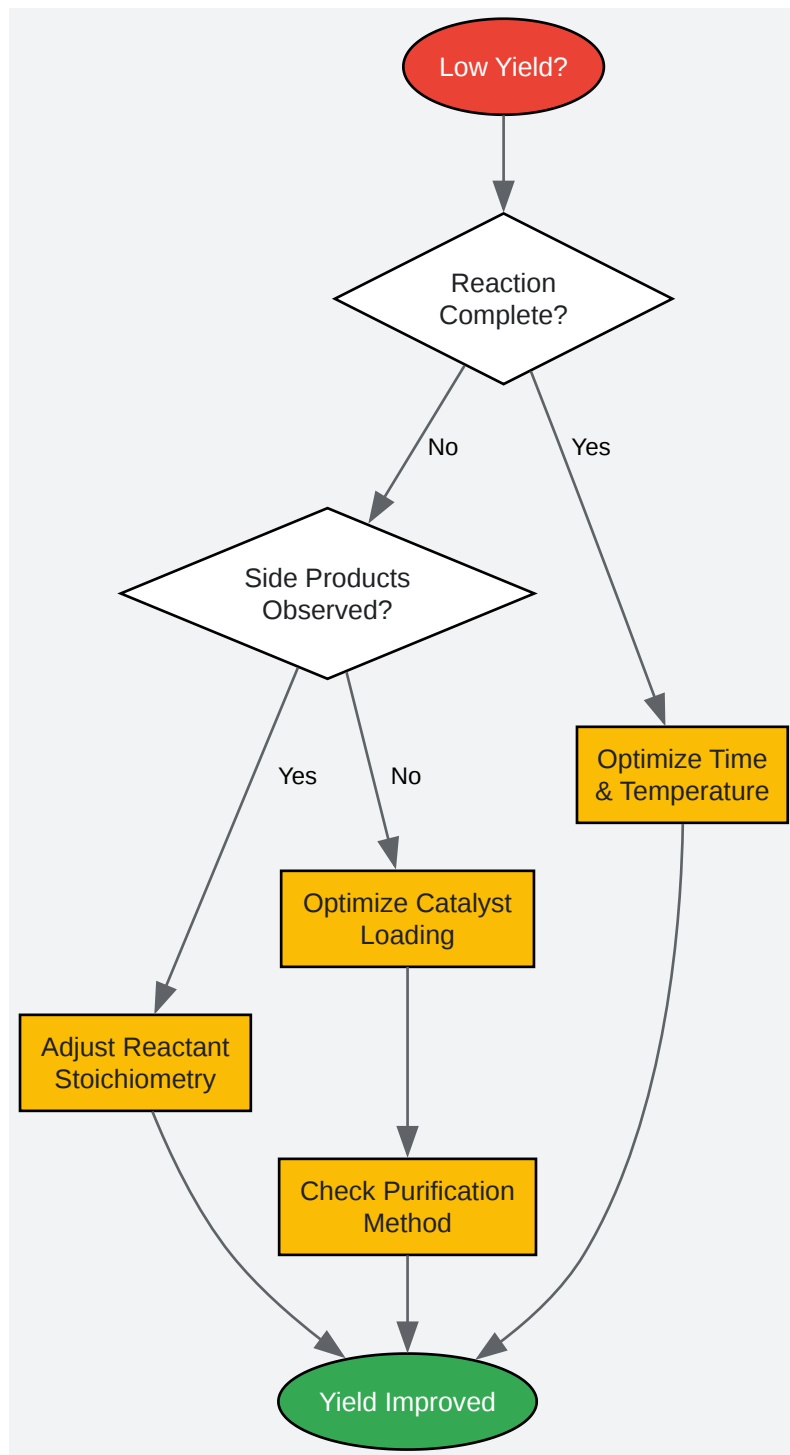 Low Yield?
Reaction
Complete?
No
Yes
Side Products
Observed?
Optimize Time
& Temperature
Yes
No
Optimize Catalyst
Loading
Adjust Reactant
Stoichiometry
Check Purification
Method
Yield Improved